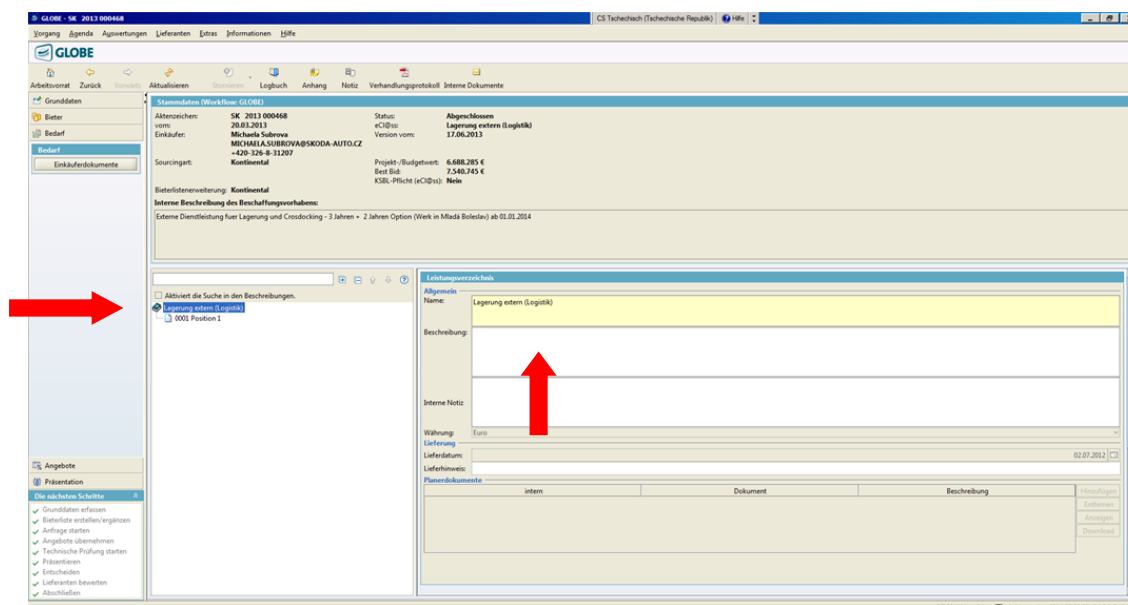 GLOBE - SK 2013 000468
CS Tschechisch (Tschechische Republik) Hilfe
Vorgang Agenda Auswertungen Lieferanten Extras Informationen Hilfe
GLOBE
Arbeitsvorrat Zurück Vorwärts Aktualisieren Stornieren Logbuch Anhang Notiz Verhandlungsprotokoll Interne Dokumente
Grunddaten
Bieter
Bedarf
Bedarf
Einkäuferdokumente
Stammdaten (Workflow: GLOBE)
Aktenzeichen: SK 2013 000468 Status: Abgeschlossen
vom: 20.03.2013 eCl@ss: Lagerung extern (Logistik)
Einkäufer: Michaela Subrova Version vom: 17.06.2013
MICHAELA.SUBROVA@SKODA-AUTO.CZ
+420-326-8-31207
Sourcingart: Kontinental Projekt-/Budgetwert: 6.688.285 €
Best Bid: 7.540.745 €
KSBL-Pflicht (eCl@ss): Nein
Bieterlistenerweiterung: Kontinental
Interne Beschreibung des Beschaffungsvorhabens:
Externe Dienstleistung fuer Lagerung und Crosdocking - 3 Jahren + 2 Jahren Option (Werk in Mladá Boleslav) ab 01.01.2014
Aktiviert die Suche in den Beschreibungen.
Lagerung extern (Logistik)
0001 Position 1
Leistungsverzeichnis
Allgemein
Name: Lagerung extern (Logistik)
Beschreibung:
Interne Notiz
Währung: Euro
Lieferung
Lieferdatum: 02.07.2012
Lieferhinweis:
Planerdokumente
intern Dokument Beschreibung
Hinzufügen
Entfernen
Anzeigen
Download
Angebote
Präsentation
Die nächsten Schritte
Grunddaten erfassen
Bieterliste erstellen/ergänzen
Anfrage starten
Angebote übernehmen
Technische Prüfung starten
Präsentieren
Entscheiden
Lieferanten bewerten
Abschließen